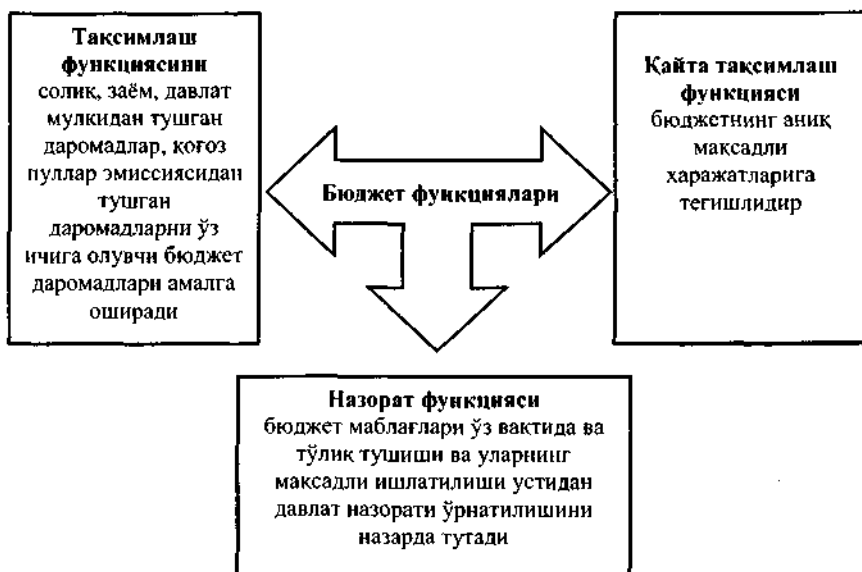 Тақсимлаш
функциясини
солиқ, заём, давлат
мулкидан тушган
даромадлар, қоғоз
пуллар эмиссиясидан
тушган
даромадларни ўз
ичига олувчи бюджет
даромадлари амалга
оширади
Бюджет функциялари
Қайта тақсимлаш
функцияси
бюджетнинг аниқ
мақсадли
ҳаражатларига
тегишлидир
Назорат функцияси
бюджет маблағлари ўз вақтида ва
тўлиқ тушиши ва уларнинг
мақсадли ишлатилиши устидан
давлат назорати ўрнатилишини
назарда тутади